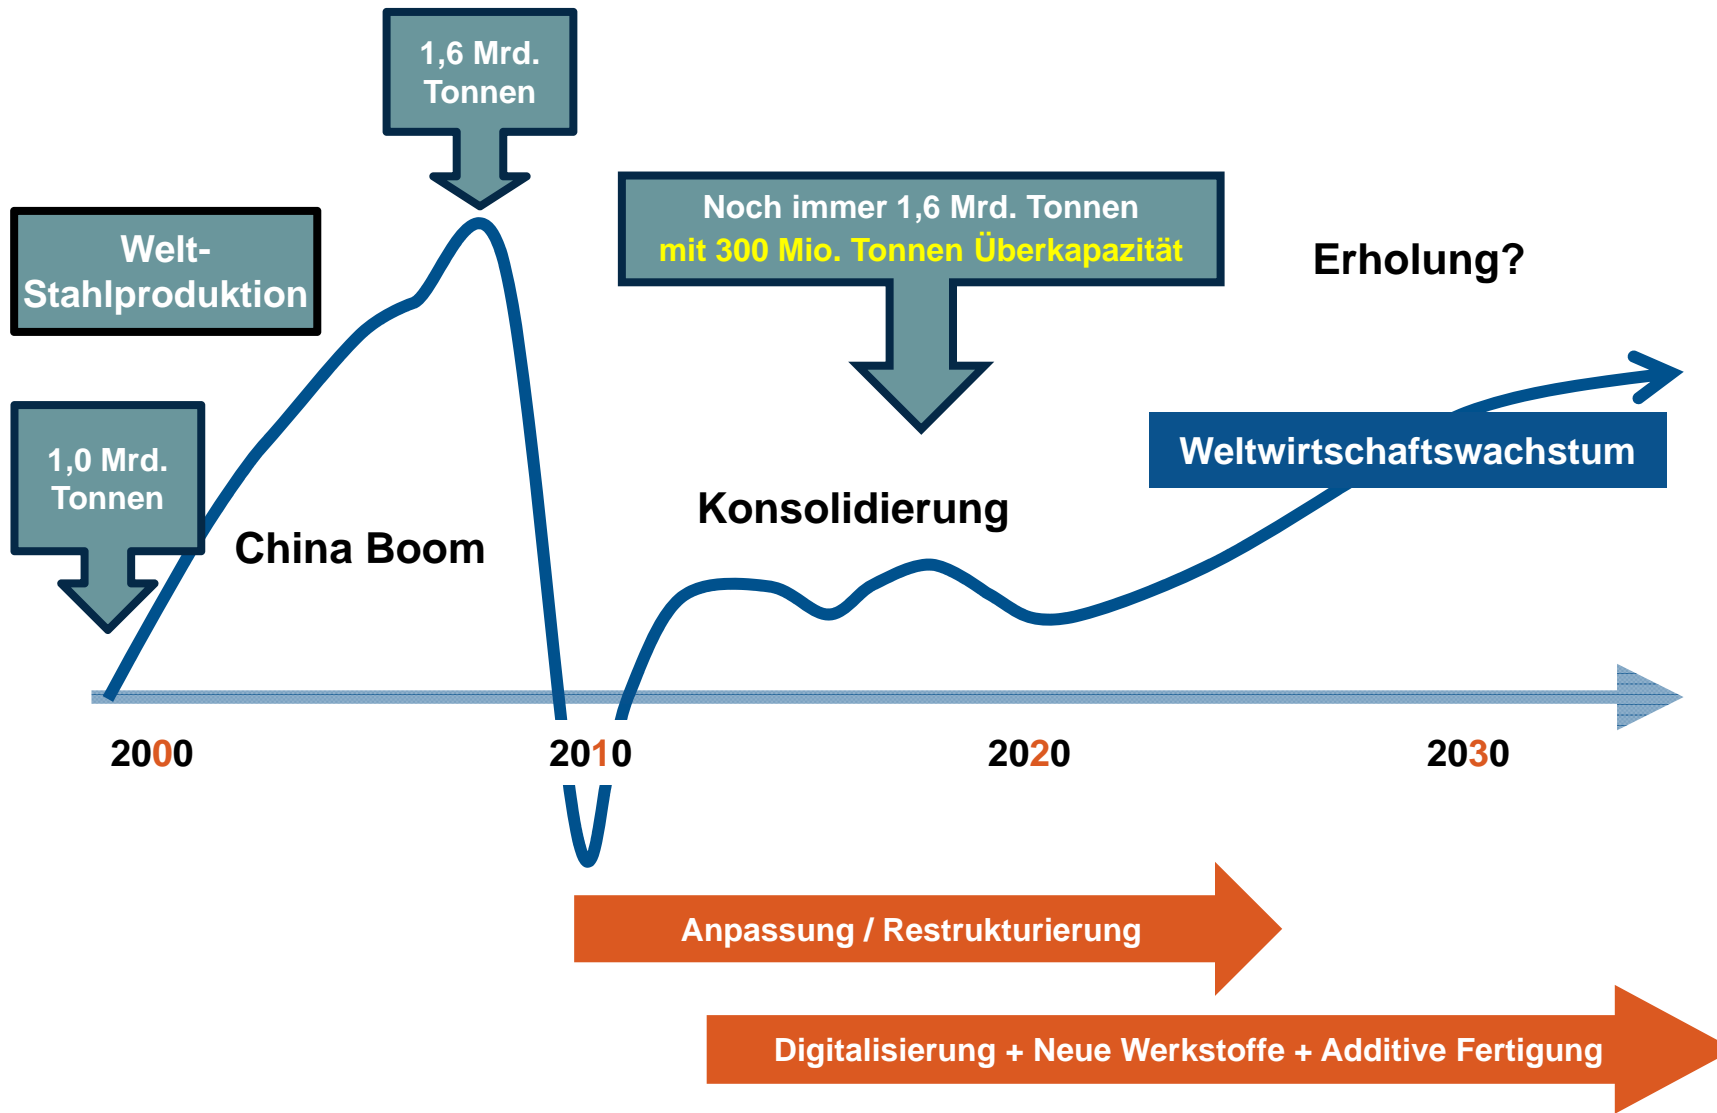 1,6 Mrd.
Tonnen
Welt-
Stahlproduktion
Noch immer 1,6 Mrd. Tonnen
mit 300 Mio. Tonnen Überkapazität
Erholung?
1,0 Mrd.
Tonnen
Weltwirtschaftswachstum
Konsolidierung
China Boom
2000
2010
2020
2030
Anpassung / Restrukturierung
Digitalisierung + Neue Werkstoffe + Additive Fertigung